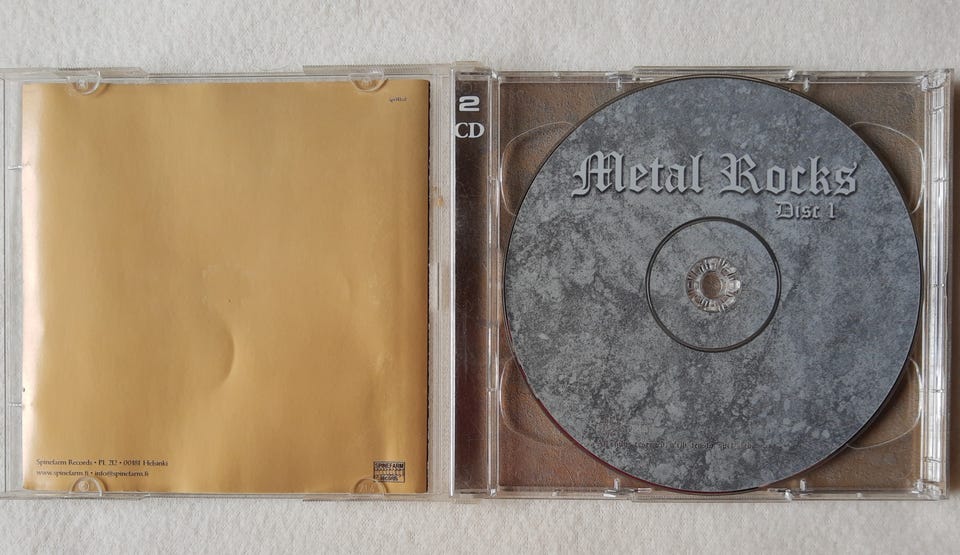 Spinefarm Records • PL 212 • 00181 Helsinki
www.spinefarm.fi • info@spinefarm.fi
SPINEFARM
RECORDS
2
CD
Metal Rocks
Disc 1